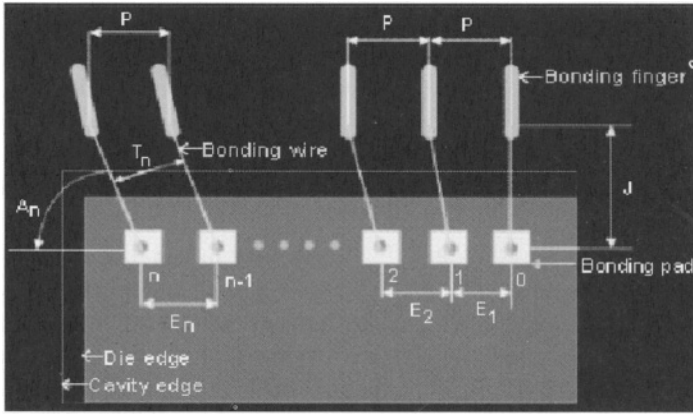 P
P
P
Bonding finger
Bonding wire
Tn
An
J
n
n-1
2
1
0
Bonding pad
En
E2
E1
Die edge
Cavity edge